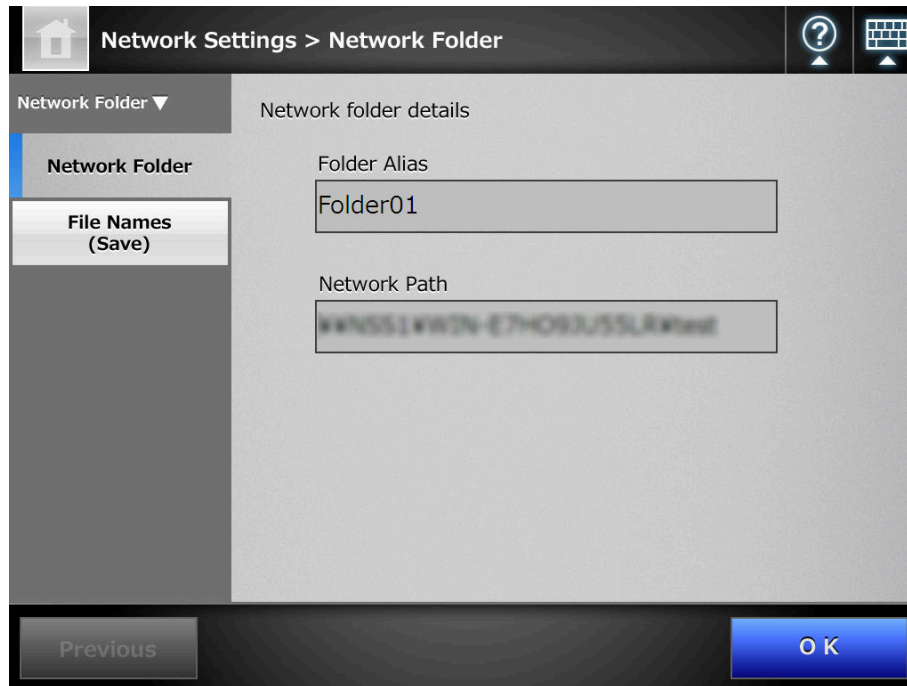 Network Settings > Network Folder
?
Network Folder ▼
Network Folder
File Names
(Save)
Network folder details
Folder Alias
Folder01
Network Path
Previous
OK